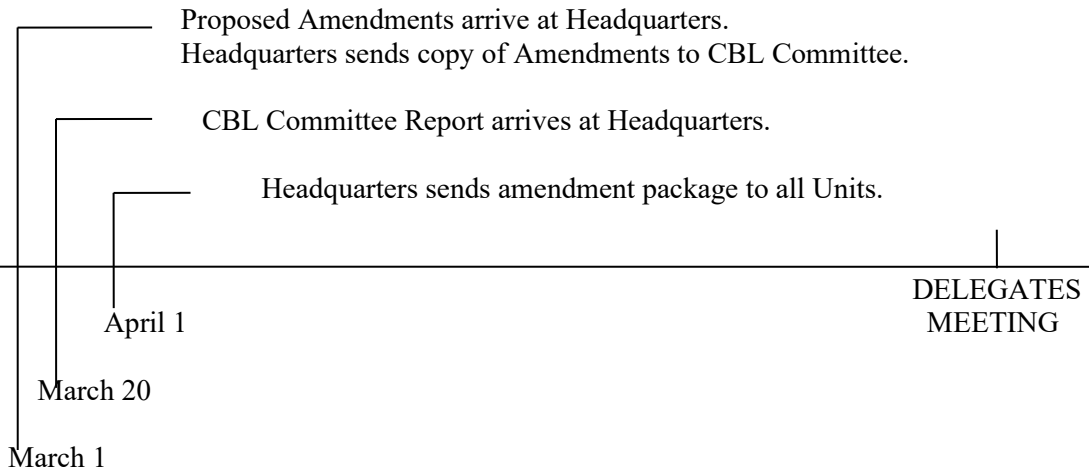 Proposed Amendments arrive at Headquarters.
Headquarters sends copy of Amendments to CBL Committee.
CBL Committee Report arrives at Headquarters.
Headquarters sends amendment package to all Units.
DELEGATES
MEETING
April 1
March 20
March 1